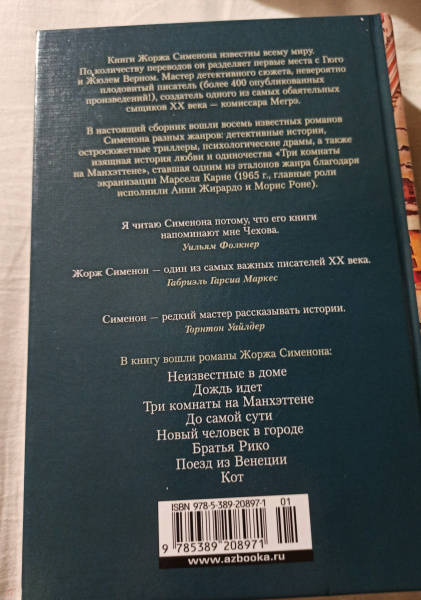 Книги Жоржа Сименона известны всему миру.
По количеству переводов он разделяет первые места с Гюго
и Жюлем Верном. Мастер детективного сюжета, невероятно
плодовитый писатель (более 400 опубликованных
произведений!), создатель одного из самых обаятельных
сыщиков XX века — комиссара Мегрэ.
В настоящий сборник вошли восемь известных романов
Сименона разных жанров: детективные истории,
остросюжетные триллеры, психологические драмы, а также
изящная история любви и одиночества «Три комнаты
на Манхэттене», ставшая одним из эталонов жанра благодаря
экранизации Марселя Карне (1965 г., главные роли
исполнили Анни Жирардо и Морис Роне).
Я читаю Сименона потому, что его книги
напоминают мне Чехова.
Уильям Фолкнер
Жорж Сименон — один из самых важных писателей XX века.
Габриэль Гарсиа Маркес
Сименон — редкий мастер рассказывать истории.
Торнтон Уайлдер
В книгу вошли романы Жоржа Сименона:
Неизвестные в доме
Дождь идет
Три комнаты на Манхэттене
До самой сути
Новый человек в городе
Братья Рико
Поезд из Венеции
Кот
ISBN 978-5-389-20897-1
01
9 785389 208971
www.azbooka.ru